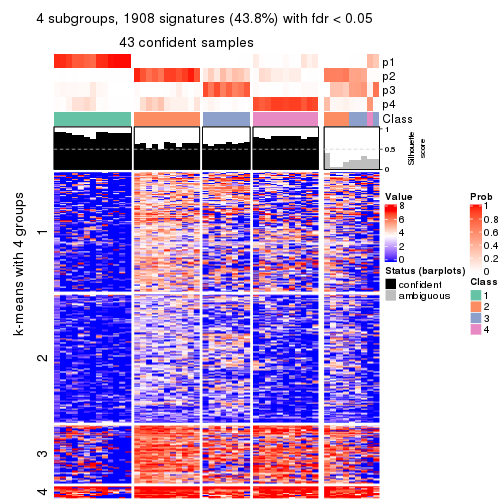 4 subgroups, 1908 signatures (43.8%) with fdr < 0.05
43 confident samples
p1
p2
p3
p4
Class
1
0.5
0
Silhouette
score
k-means with 4 groups
1
2
3
4
Value
8
6
4
2
0
Status (barplots)
confident
ambiguous
Prob
1
0.8
0.6
0.4
0.2
0
Class
1
2
3
4